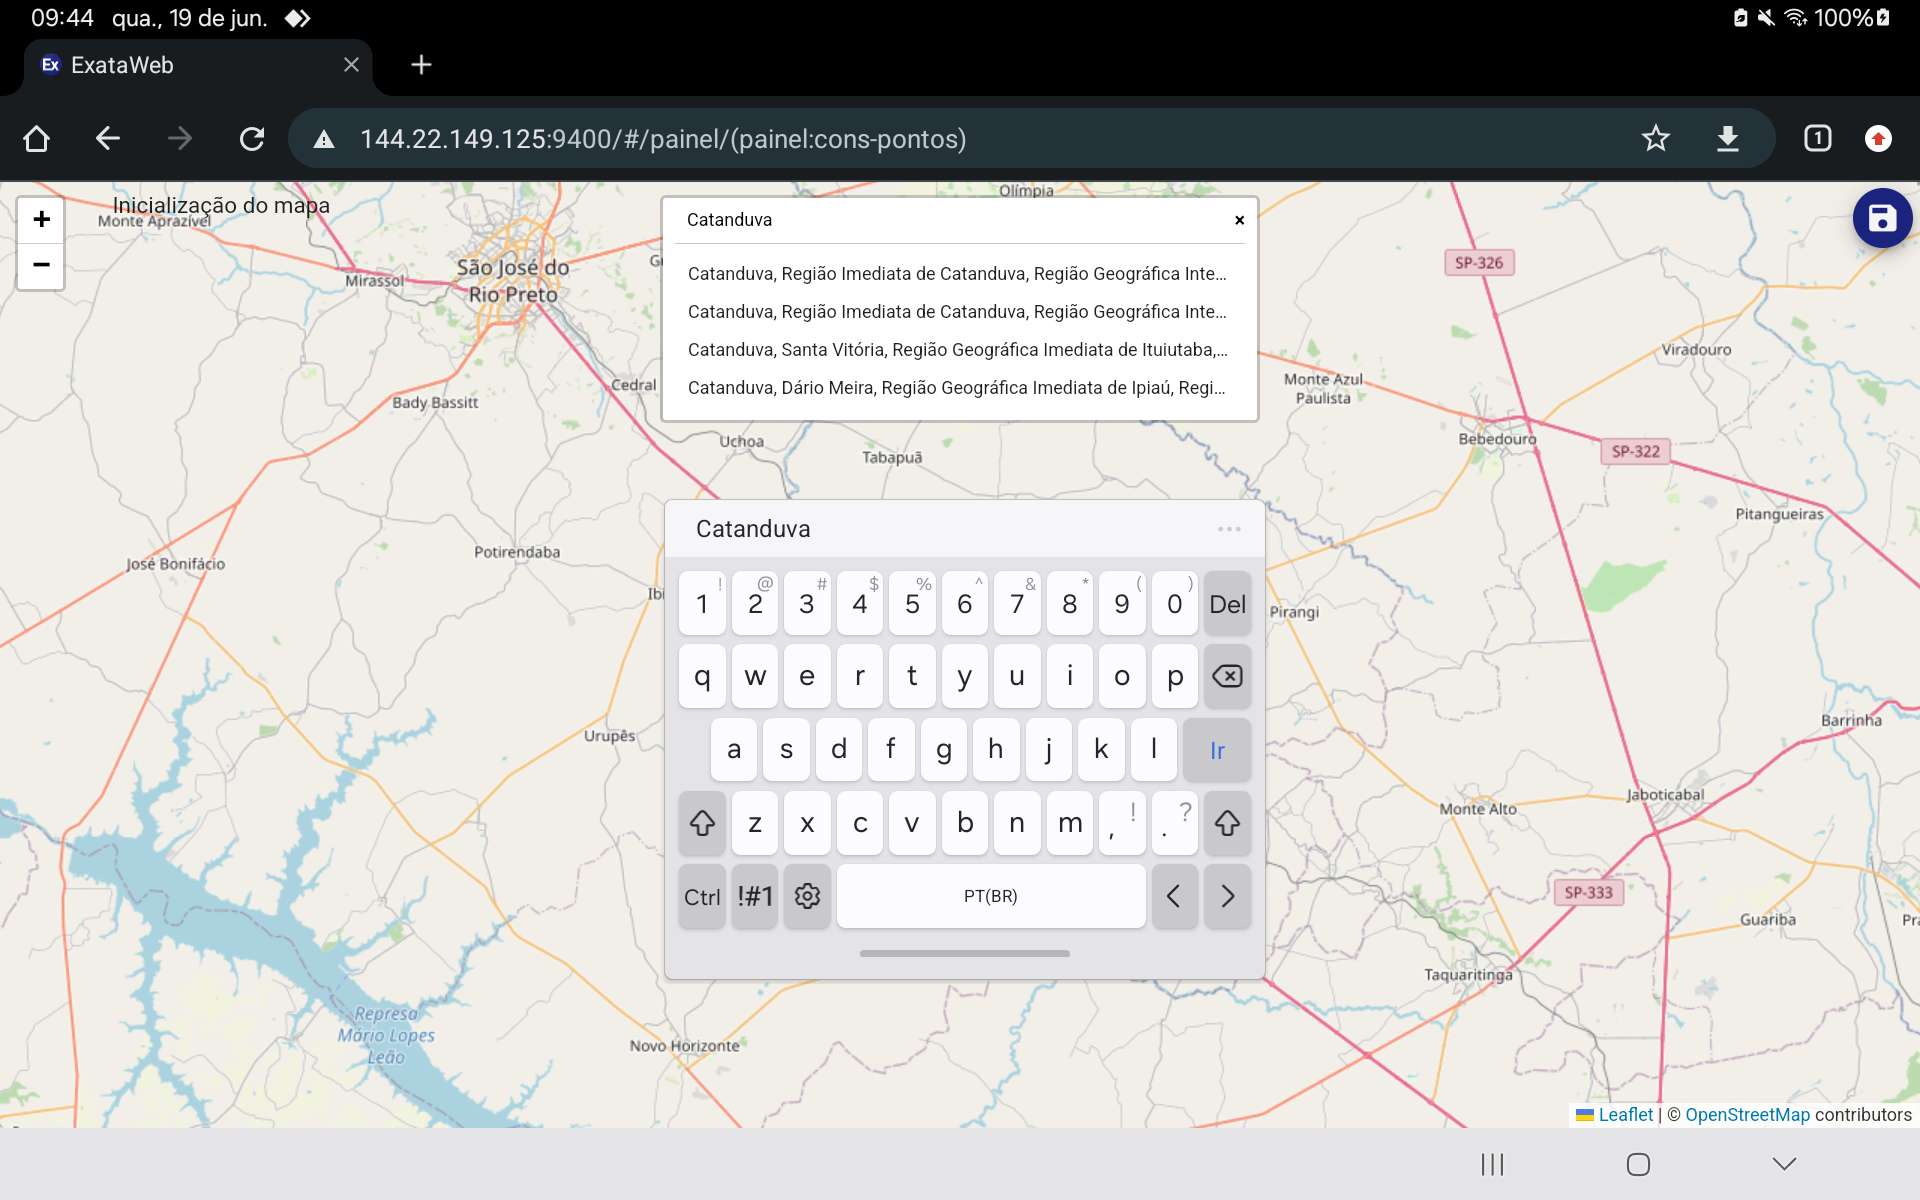 09:44 qua., 19 de jun. 100%
Ex ExataWeb
144.22.149.125:9400/#/painel/(painel:cons-pontos) 1
Inicialização do mapa
+
−
Catanduva ×
Catanduva, Região Imediata de Catanduva, Região Geográfica Inte...
Catanduva, Região Imediata de Catanduva, Região Geográfica Inte...
Catanduva, Santa Vitória, Região Geográfica Imediata de Ituiutaba,...
Catanduva, Dário Meira, Região Geográfica Imediata de Ipiaú, Regi...
Olímpia
Monte Aprazível
São José do
Rio Preto
Mirassol
SP-326
Viradouro
Cedral
Bady Bassitt
Monte Azul
Paulista
Uchoa
Tabapuã
Bebedouro
SP-322
Pitangueiras
José Bonifácio
Potirendaba
Ibi
Pirangi
Urupês
Barrinha
Monte Alto
Jaboticabal
SP-333
Guariba
Taquaritinga
Represa
Mário Lopes
Leão
Novo Horizonte
Catanduva ...
! @ # $ % ^ & * ( )
1 2 3 4 5 6 7 8 9 0 Del
q w e r t y u i o p
a s d f g h j k l Ir
z x c v b n m , ! . ?
Ctrl !#1 PT(BR) < >
Leaflet | © OpenStreetMap contributors